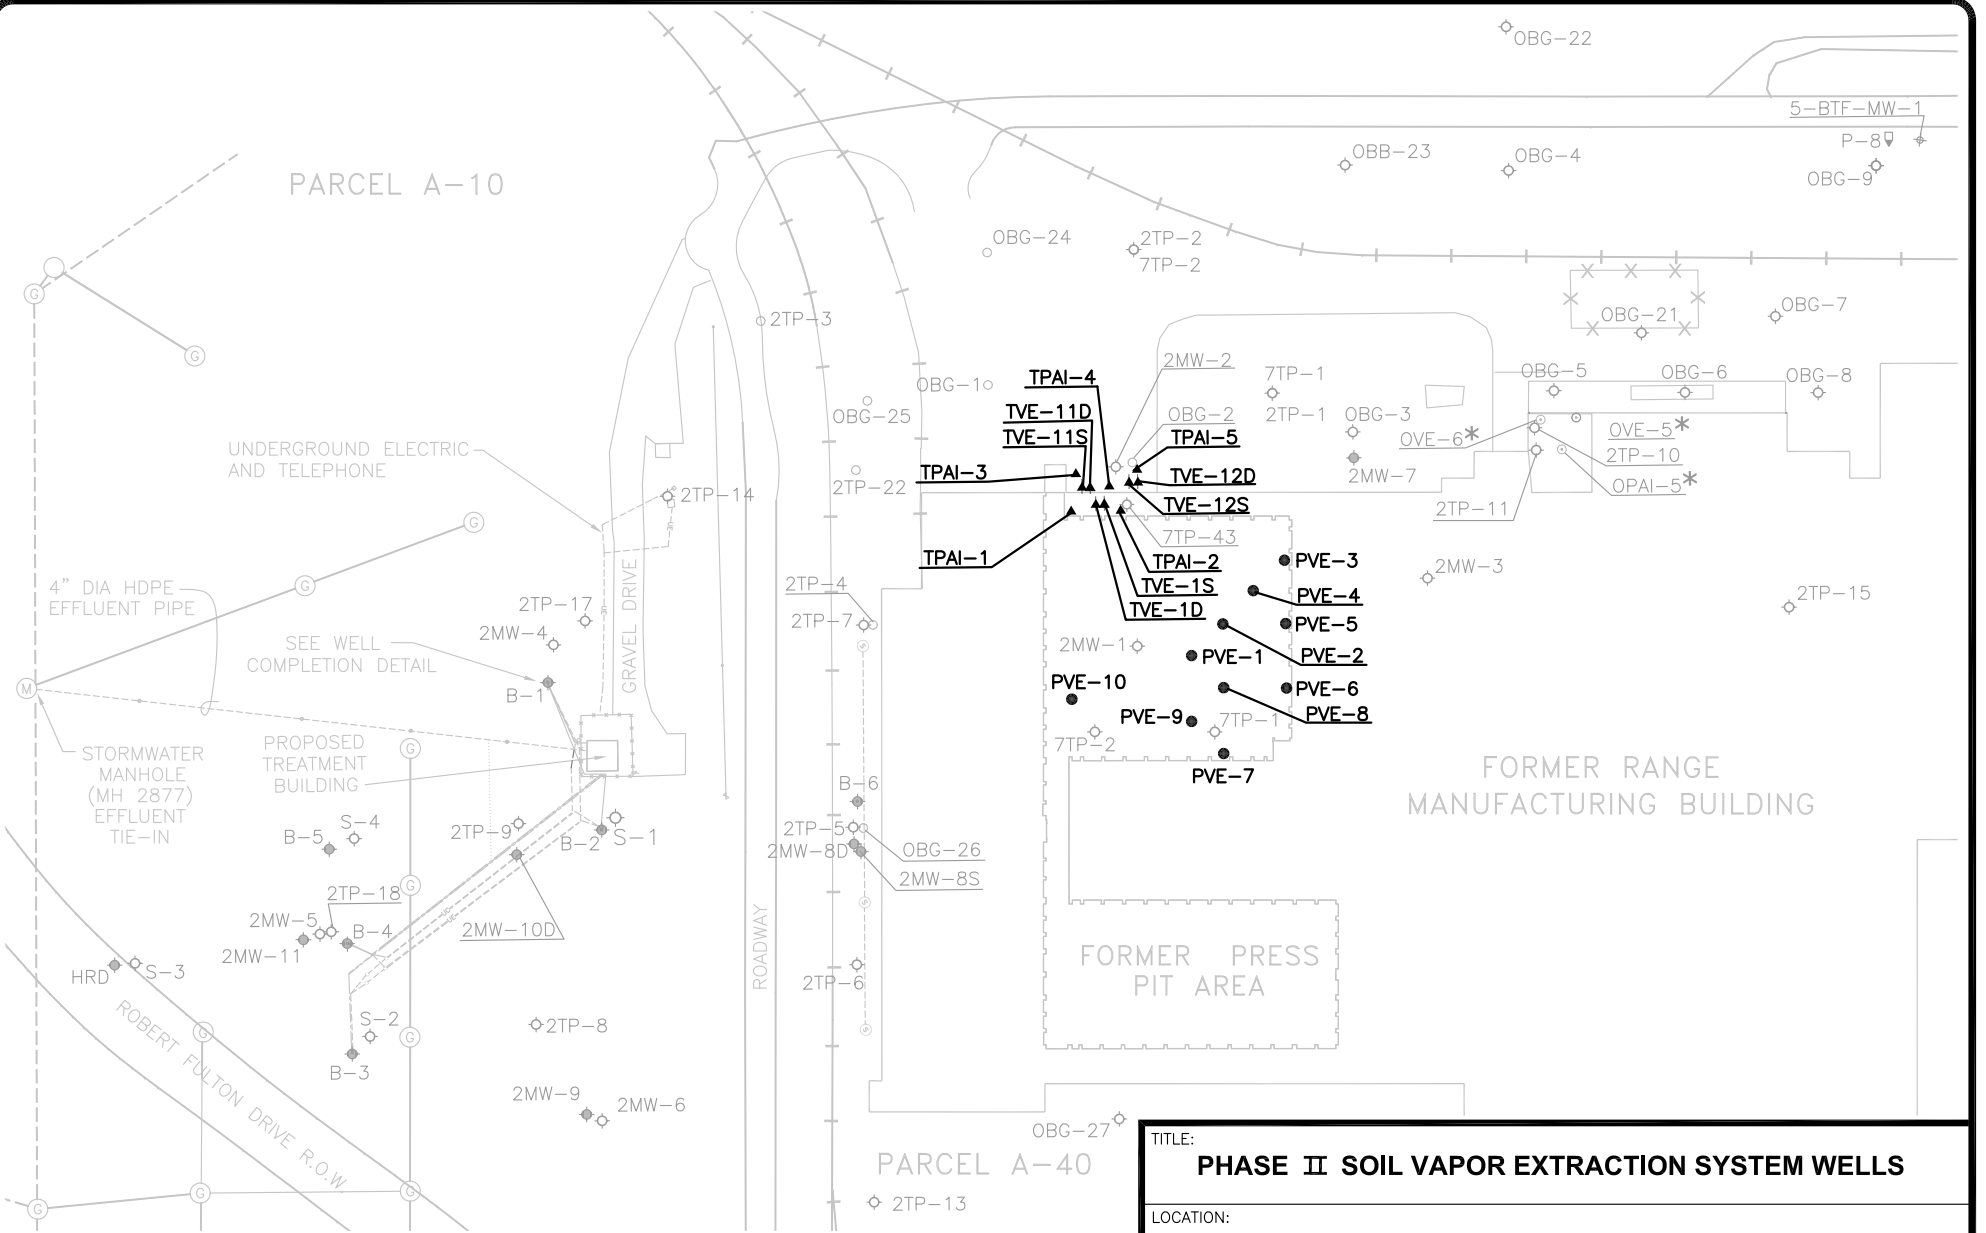 OBG-22
5-BTF-MW-1
P-8
OBB-23
OBG-4
OBG-9
PARCEL A-10
OBG-24
2TP-2
7TP-2
OBG-7
2TP-3
OBG-21
2MW-2
TPAI-4
7TP-1
OBG-5
OBG-6
OBG-8
OBG-1
OBG-25
TVE-11D
OBG-2
2TP-1
OBG-3
TVE-11S
TPAI-5
OVE-6*
OVE-5*
UNDERGROUND ELECTRIC
AND TELEPHONE
2TP-10
TPAI-3
TVE-12D
2MW-7
2TP-22
OPAI-5*
2TP-14
TVE-12S
2TP-11
7TP-43
TPAI-1
TPAI-2
PVE-3
2MW-3
4” DIA HDPE
EFFLUENT PIPE
GRAVEL DRIVE
2TP-4
TVE-1S
PVE-4
2TP-15
2TP-17
TVE-1D
2TP-7
PVE-5
2MW-4
SEE WELL
COMPLETION DETAIL
2MW-1
PVE-1
PVE-2
B-1
PVE-10
PVE-6
PVE-9
7TP-1
PVE-8
7TP-2
PVE-7
STORMWATER
MANHOLE
(MH 2877)
EFFLUENT
TIE-IN
PROPOSED
TREATMENT
BUILDING
FORMER RANGE
MANUFACTURING BUILDING
B-6
S-4
B-5
2TP-9
B-2
S-1
2TP-5
2MW-8D
OBG-26
2MW-8S
2TP-18
2MW-5
B-4
2MW-11
2MW-10D
ROADWAY
HRD
S-3
2TP-6
FORMER PRESS
PIT AREA
S-2
2TP-8
B-3
ROBERT FULTON DRIVE R.O.W.
2MW-9
2MW-6
OBG-27
PARCEL A-40
2TP-13
G
G
G
G
M
G
G
G
G
G
G
G
S
S
S
TITLE:
PHASE II SOIL VAPOR EXTRACTION SYSTEM WELLS
LOCATION: